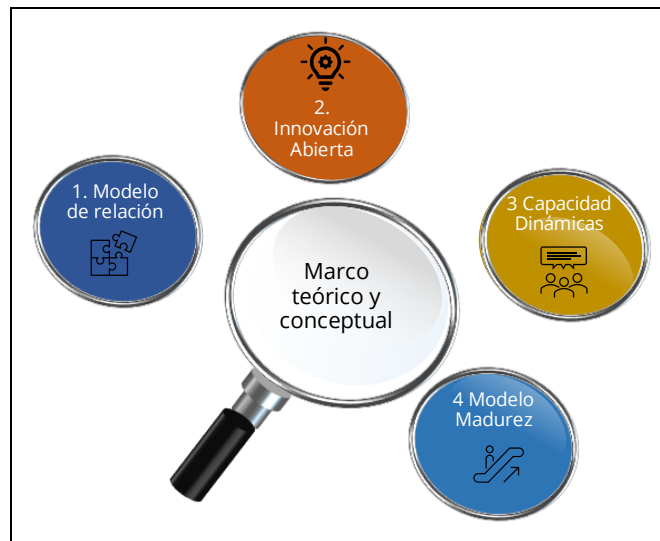 1. Modelo
de relación
2.
Innovación
Abierta
3 Capacidad
Dinámicas
4 Modelo
Madurez
Marco
teórico y
conceptual